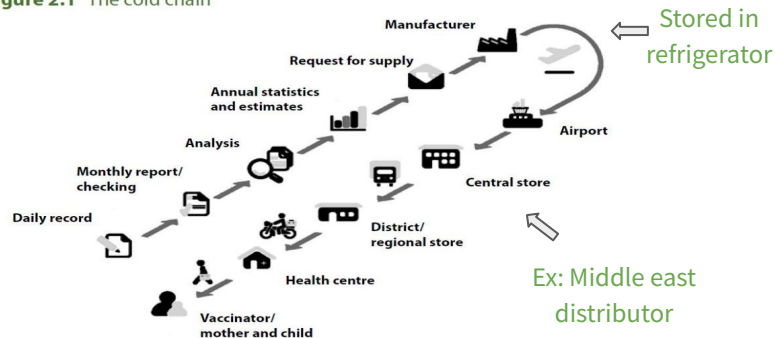 Figure 2.1 The cold chain
Manufacturer
Stored in
refrigerator
Request for supply
Annual statistics
and estimates
Airport
Analysis
Monthly report/
checking
Central store
Daily record
District/
regional store
Health centre
Ex: Middle east
distributor
Vaccinator/
mother and child